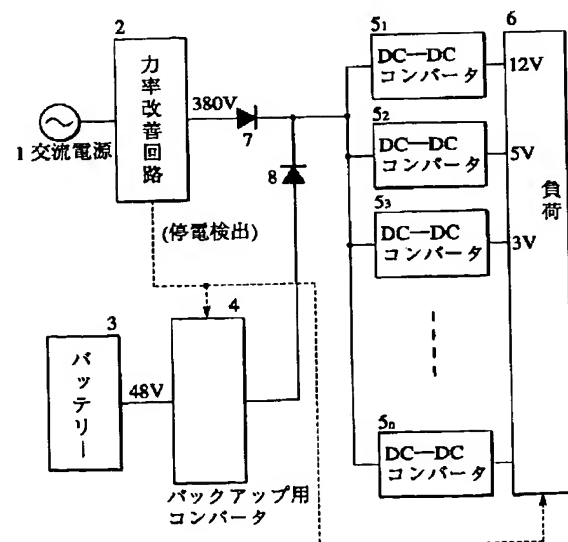 2
力率改善回路
1 交流電源
380V
7
8
(停電検出)
3
バッテリー
48V
4
バックアップ用
コンバータ
51
DC—DC
コンバータ
12V
52
DC—DC
コンバータ
5V
53
DC—DC
コンバータ
3V
5n
DC—DC
コンバータ
6
負荷